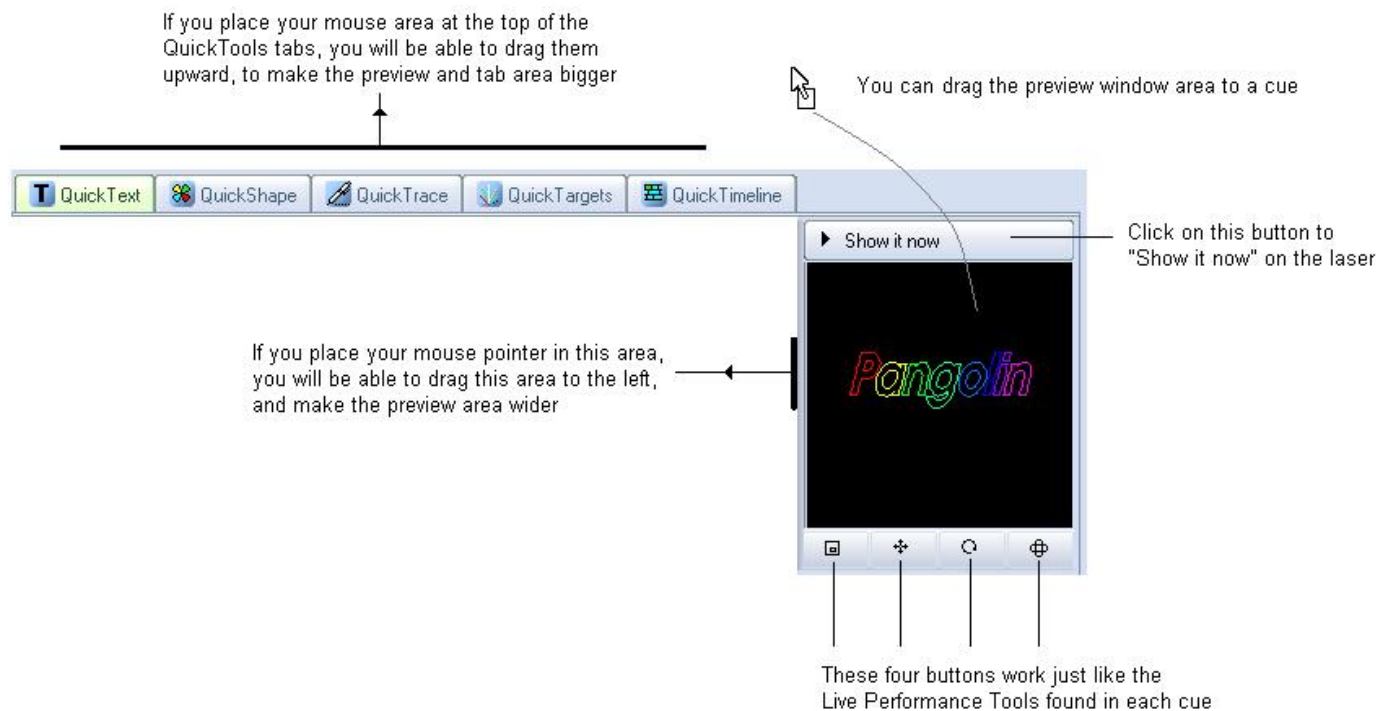 If you place your mouse area at the top of the
QuickTools tabs, you will be able to drag them
upward, to make the preview and tab area bigger
You can drag the preview window area to a cue
T QuickText QuickShape QuickTrace QuickTargets QuickTimeline
Show it now
Click on this button to
"Show it now" on the laser
If you place your mouse pointer in this area,
you will be able to drag this area to the left,
and make the preview area wider
Pangolin
These four buttons work just like the
Live Performance Tools found in each cue